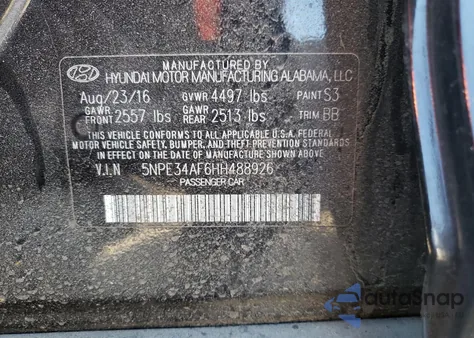 MANUFACTURED BY
HYUNDAI MOTOR MANUFACTURING ALABAMA, LLC
Aug/23/16 GVWR 4497 lbs PAINT S3
GAWR FRONT 2557 lbs GAWR REAR 2513 lbs TRIM BB
THIS VEHICLE CONFORMS TO ALL APPLICABLE U.S.A. FEDERAL
MOTOR VEHICLE SAFETY, BUMPER, AND THEFT PREVENTION STANDARDS
IN EFFECT ON THE DATE OF MANUFACTURE SHOWN ABOVE.
V.I.N 5NPE34AF6HH488926
PASSENGER CAR
autoSnap